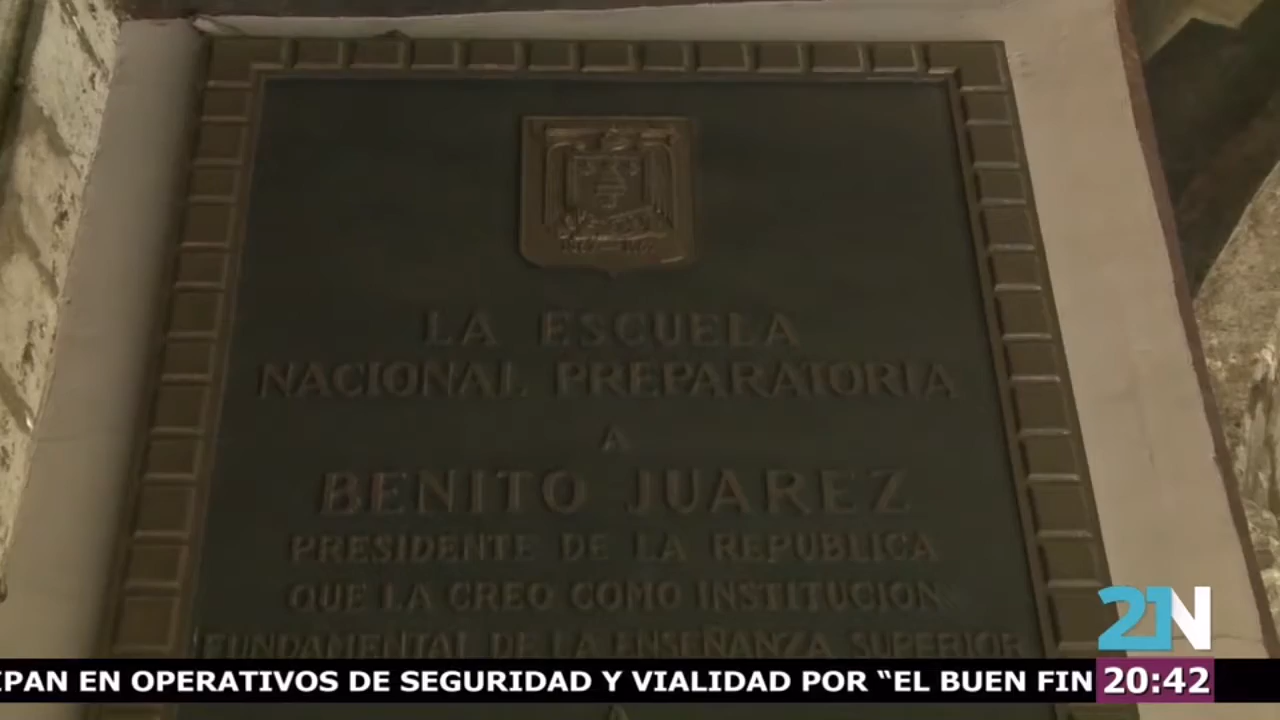 LA ESCUELA
NACIONAL PREPARATORIA
A
BENITO JUAREZ
PRESIDENTE DE LA REPUBLICA
QUE LA CREO COMO INSTITUCION
FUNDAMENTAL DE LA ENSEÑANZA SUPERIOR
21N
IPAN EN OPERATIVOS DE SEGURIDAD Y VIALIDAD POR “EL BUEN FIN
20:42